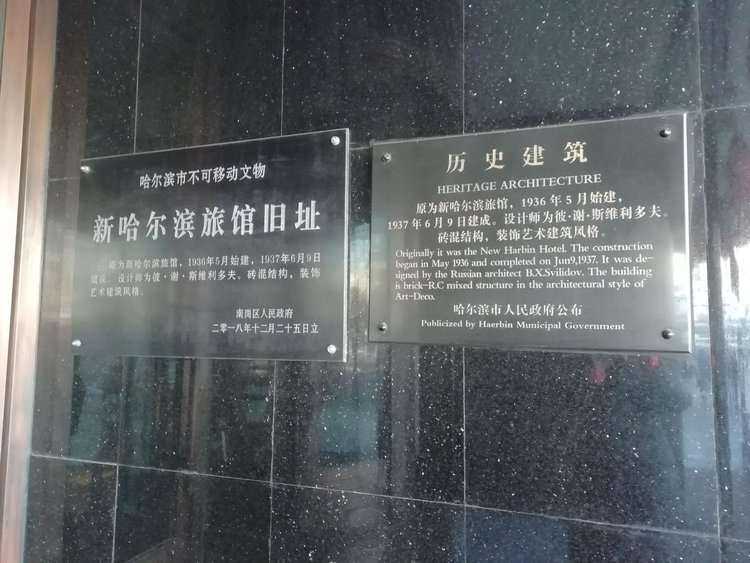 哈尔滨市不可移动文物
新哈尔滨旅馆旧址
原为新哈尔滨旅馆，1936年5月始建，1937年6月9日
建成。设计师为彼·谢·斯维利多夫。砖混结构，装饰
艺术建筑风格。
南岗区人民政府
二零一八年十二月二十五日立
历史建筑
HERITAGE ARCHITECTURE
原为新哈尔滨旅馆，1936 年 5 月始建，
1937 年 6 月 9 日建成。设计师为彼·谢·斯维利多夫。
砖混结构，装饰艺术建筑风格。
Originally it was the New Harbin Hotel. The construction
began in May 1936 and completed on Jun9,1937. It was de-
signed by the Russian architect B.X.Svilidov. The building
is brick-R.C mixed structure in the architectural style of
Art-Deco.
哈尔滨市人民政府公布
Publicized by Haerbin Municipal Government